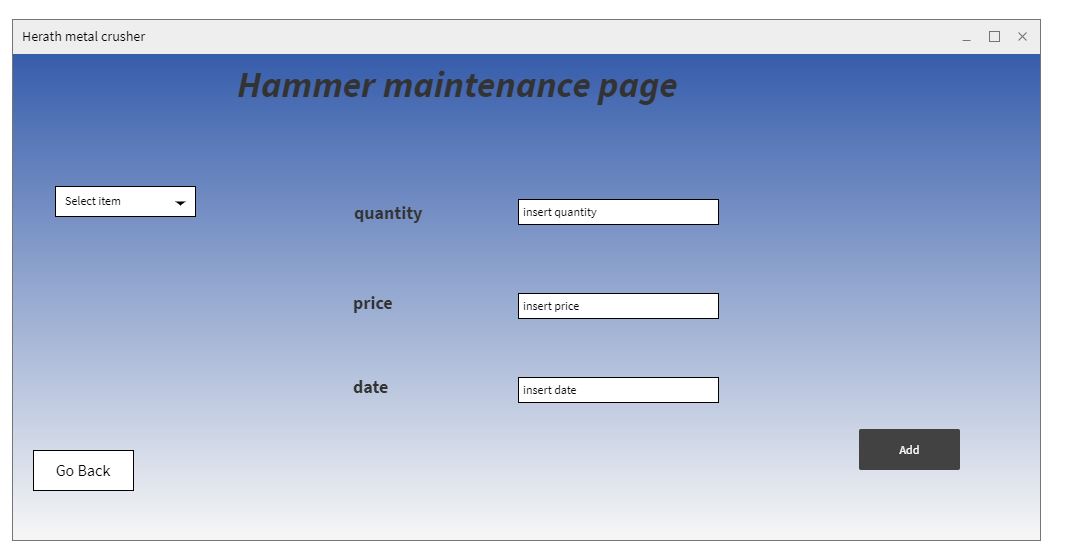 Herath metal crusher
Hammer maintenance page
Select item
quantity
insert quantity
price
insert price
date
insert date
Add
Go Back